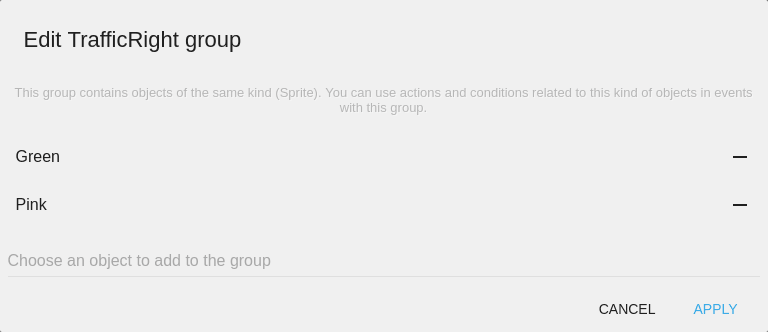 Edit TrafficRight group
This group contains objects of the same kind (Sprite). You can use actions and conditions related to this kind of objects in events
with this group.
Green
Pink
Choose an object to add to the group
CANCEL APPLY